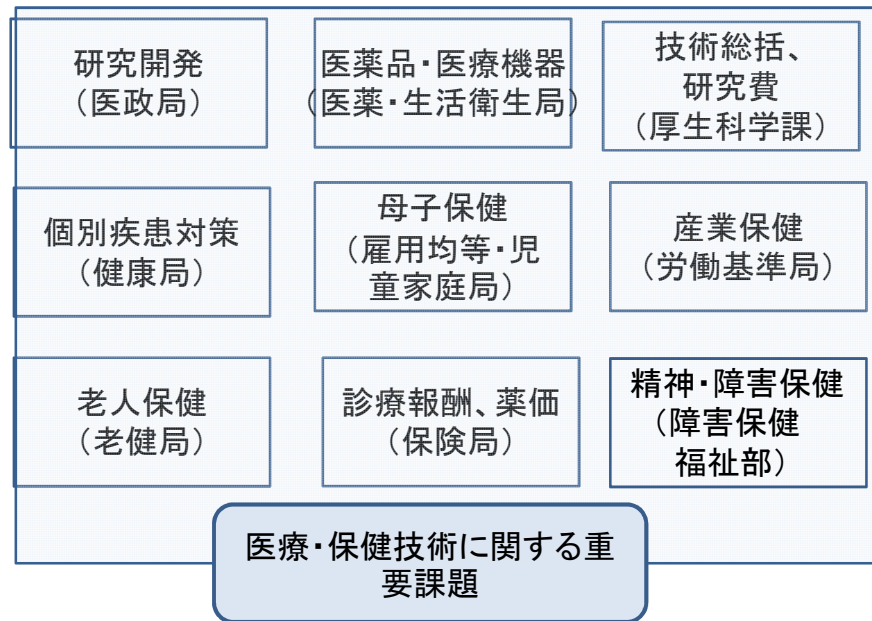 研究開発
（医政局）
医薬品・医療機器
（医薬・生活衛生局）
技術総括、
研究費
（厚生科学課）
個別疾患対策
（健康局）
母子保健
（雇用均等・児
童家庭局）
産業保健
（労働基準局）
老人保健
（老健局）
診療報酬、薬価
（保険局）
精神・障害保健
（障害保健
福祉部）
医療・保健技術に関する重
要課題